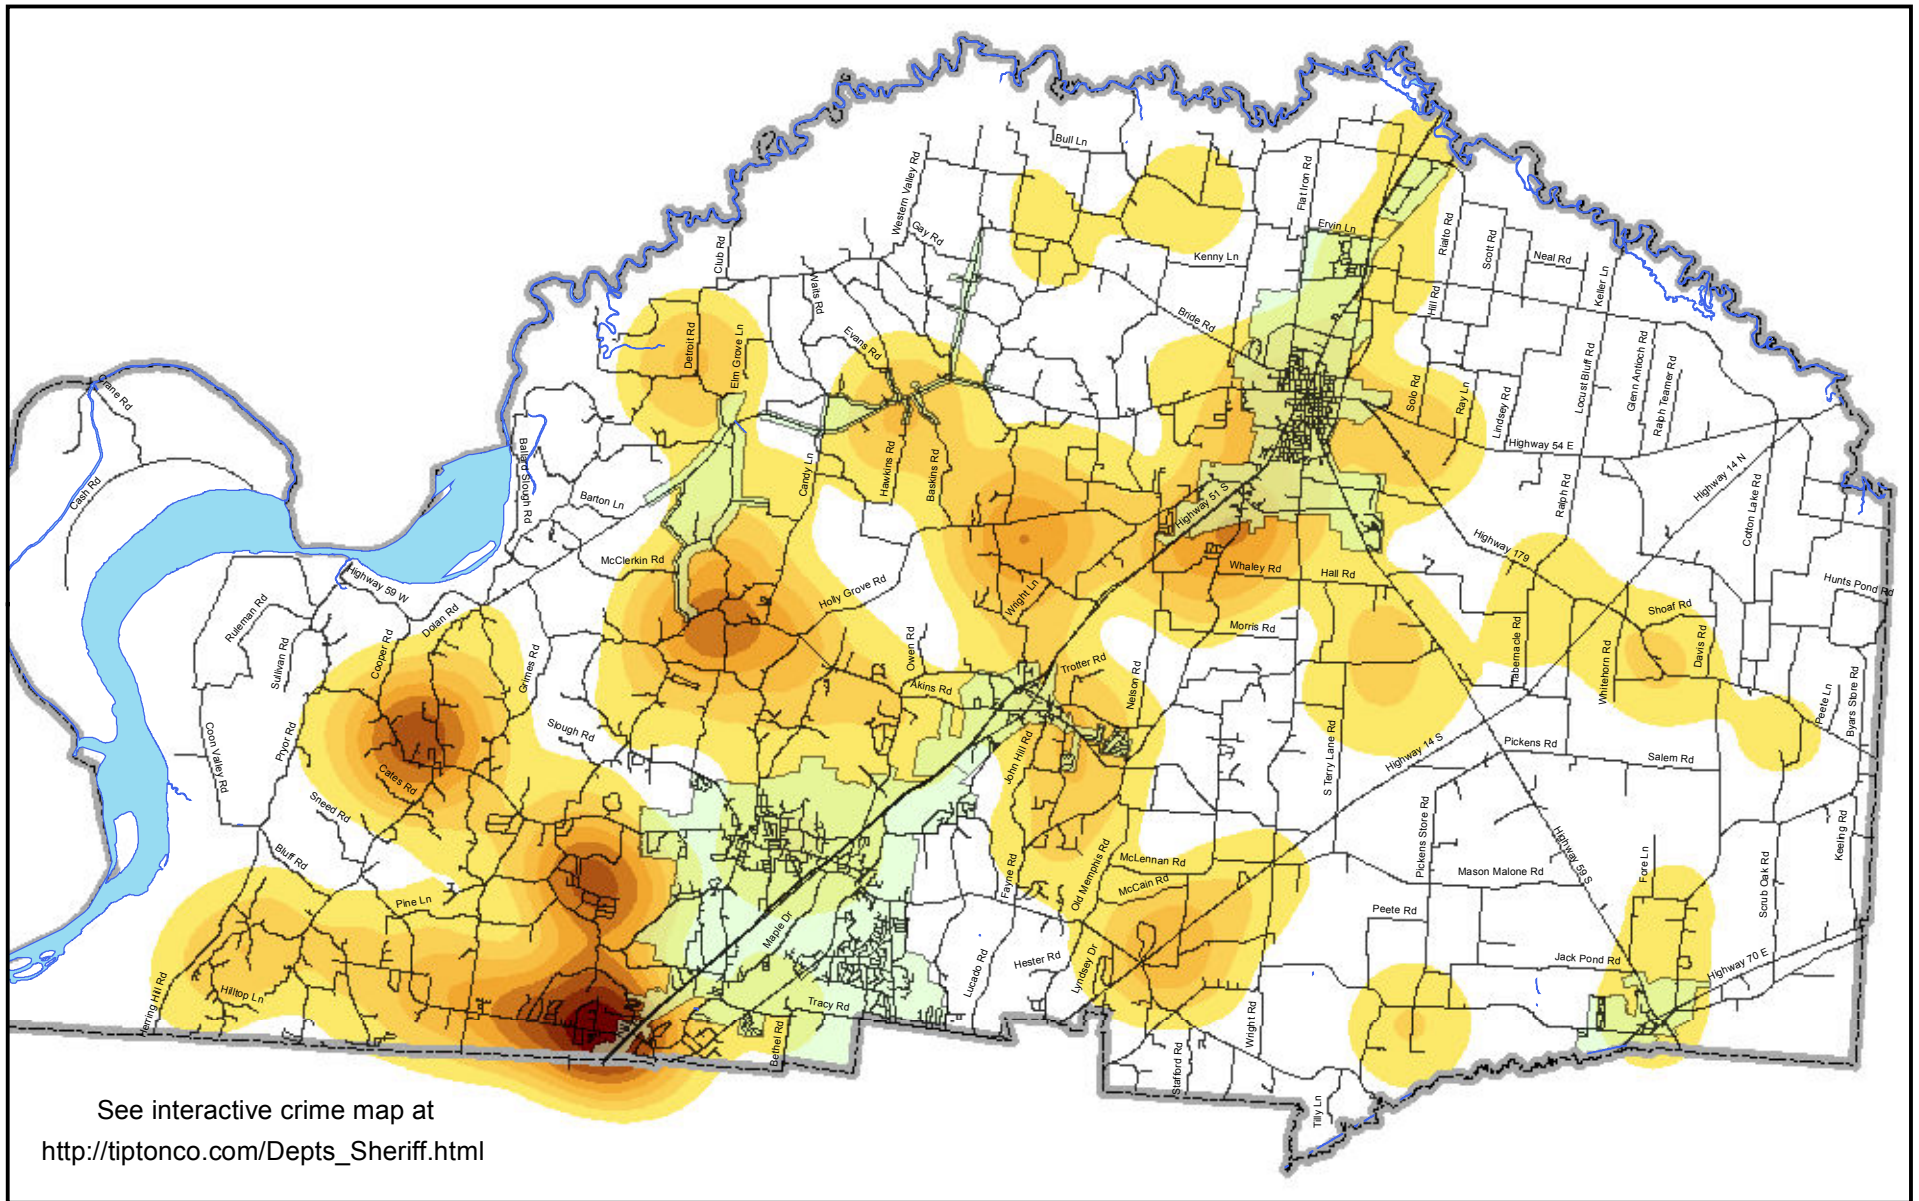 Bull Ln
Western Valley Rd
Flat Iron Rd
Gay Rd
Ervin Ln
Club Rd
Rialto Rd
Scott Rd
Kenny Ln
Neal Rd
Keller Ln
Waits Rd
Hill Rd
Bride Rd
Detroit Rd
Elm Grove Ln
Evans Rd
Glenn Antioch Rd
Locust Bluff Rd
Ralph Teamer Rd
Crane Rd
Solo Rd
Ray Ln
Lindsey Rd
Ballard Slough Rd
Highway 54 E
Candy Ln
Hawkins Rd
Baskins Rd
Highway 14 N
Cash Rd
Barton Ln
Highway 51 S
Ralph Rd
Cotton Lake Rd
McClerkin Rd
Highway 179
Highway 59 W
Whaley Rd
Hall Rd
Hunts Pond Rd
Holly Grove Rd
Wright Ln
Ruleman Rd
Dolan Rd
Shoaf Rd
Morris Rd
Sullivan Rd
Cooper Rd
Grimes Rd
Owen Rd
Trotter Rd
Tabernacle Rd
Whitehorn Rd
Davis Rd
Akins Rd
Nelson Rd
Peete Ln
Byars Store Rd
Coon Valley Rd
Pryor Rd
Slough Rd
John Hill Rd
S Terry Lane Rd
Highway 14 S
Pickens Rd
Salem Rd
Cates Rd
Sneed Rd
Pickens Store Rd
Highway 59 S
Keeling Rd
Bluff Rd
Fayne Rd
Old Memphis Rd
McLennan Rd
McCain Rd
Mason Malone Rd
Fore Ln
Scrub Oak Rd
Pine Ln
Maple Dr
Peete Rd
Herring Hill Rd
Hilltop Ln
Lucado Rd
Hester Rd
Lyndsey Dr
Jack Pond Rd
Highway 70 E
Tracy Rd
Bethel Rd
Wright Rd
Stafford Rd
Tilly Ln
See interactive crime map at
http://tiptonco.com/Depts_Sheriff.html